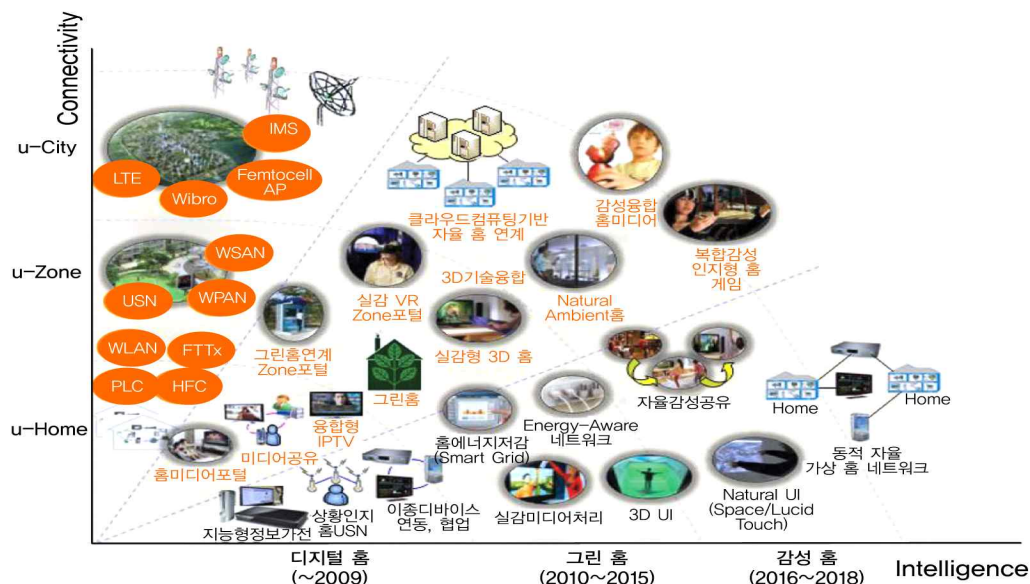 Connectivity
u-City
IMS
LTE
Femtocell
AP
Wibro
클라우드컴퓨팅기반
자율 홈 연계
감성융합
홈미디어
u-Zone
WSAN
USN
WPAN
실감 VR
Zone포털
3D기술융합
Natural
Ambient홈
복합감성
인지형 홈
게임
WLAN
FTTx
PLC
HFC
그린홈연계
Zone포털
그린홈
실감형 3D 홈
자율감성공유
Home
Home
u-Home
홈미디어포털
미디어공유
융합형
IPTV
홈에너지저감
(Smart Grid)
Energy-Aware
네트워크
동적 자율
가상 홈 네트워크
지능형정보가전
상황인지
홈USN
이종디바이스
연동, 협업
실감미디어처리
3D UI
Natural UI
(Space/Lucid
Touch)
디지털 홈
(~2009)
그린 홈
(2010~2015)
감성 홈
(2016~2018)
Intelligence